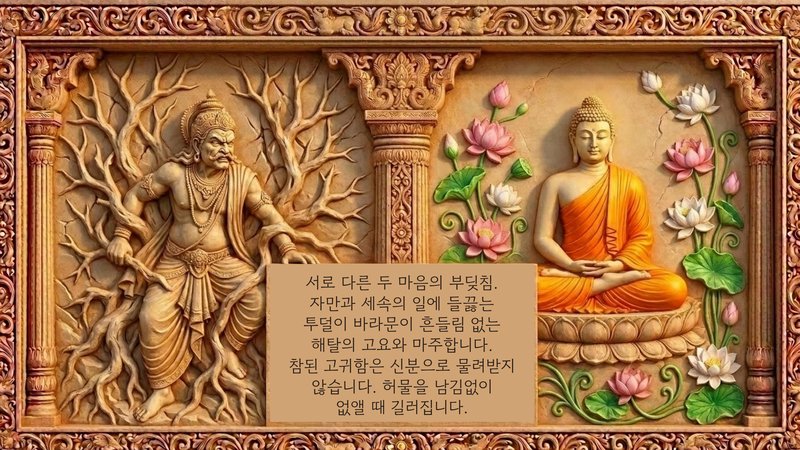 서로 다른 두 마음의 부딪침.
자만과 세속의 일에 들끓는
투덜이 바라문이 흔들림 없는
해탈의 고요와 마주합니다.
참된 고귀함은 신분으로 물려받지
않습니다. 허물을 남김없이
없앨 때 길러집니다.